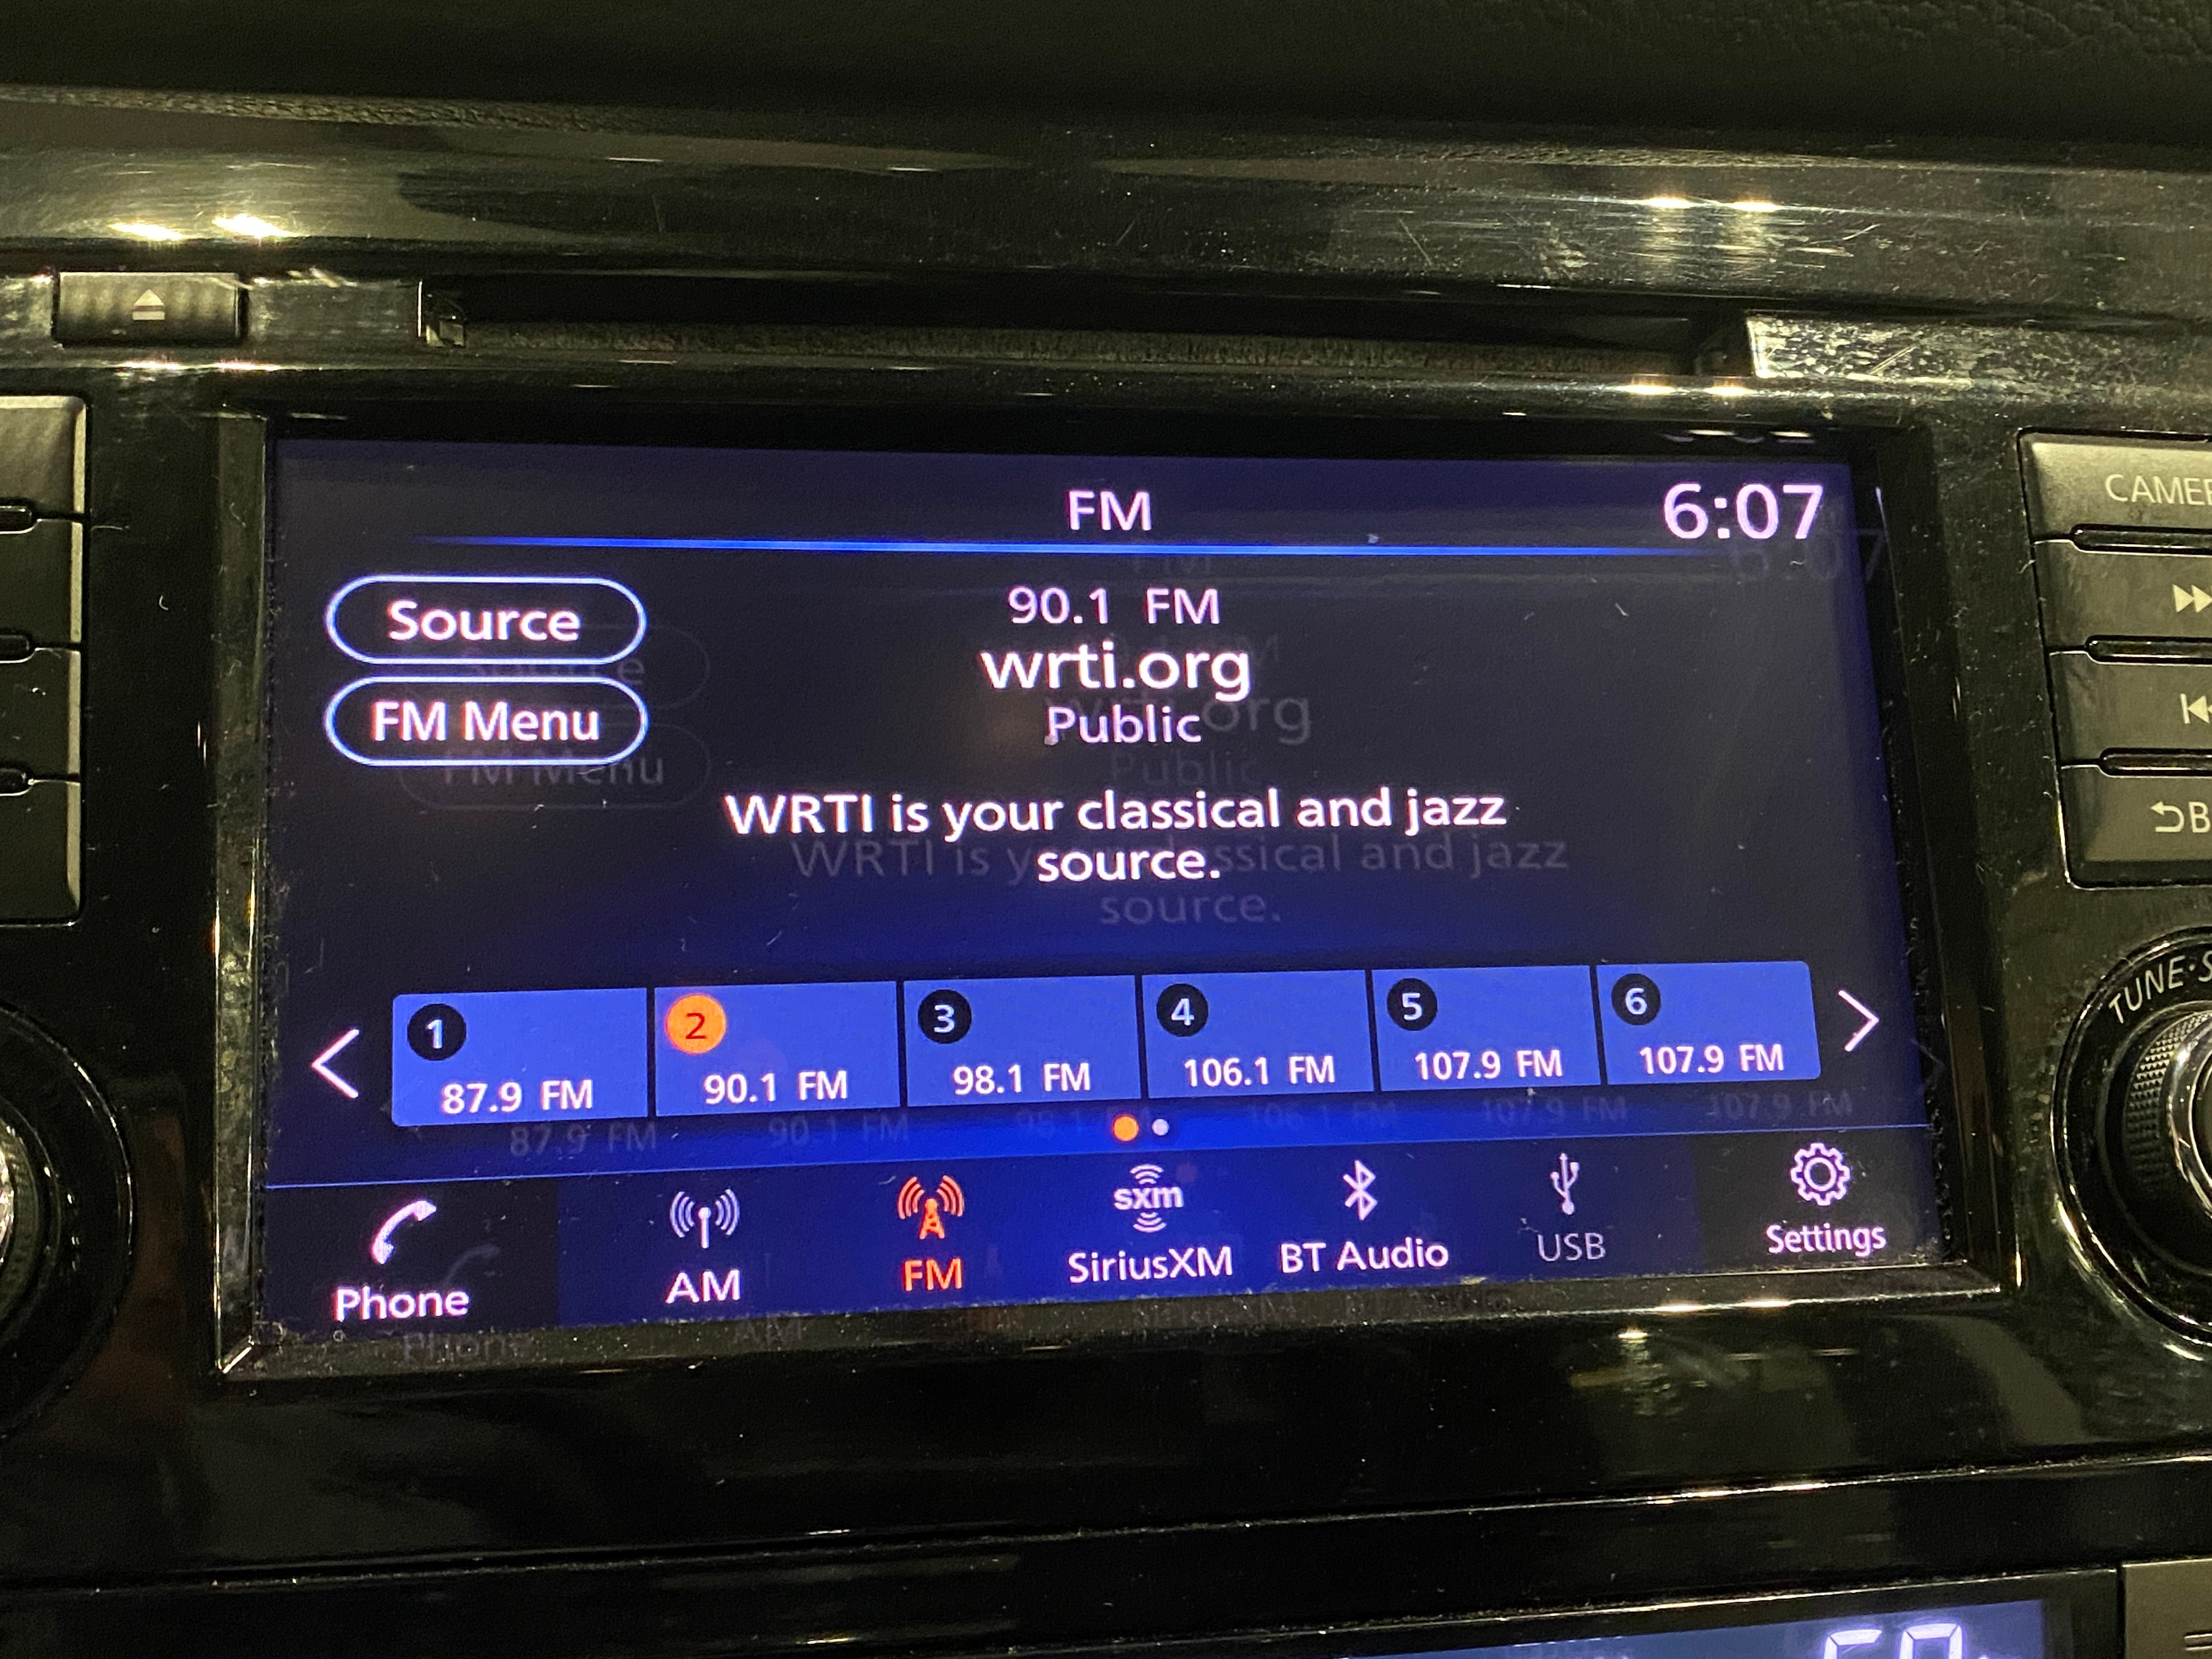 FM
6:07
Source
90.1 FM
wrti.org
FM Menu
Public
WRTI is your classical and jazz
source.
1
2
3
4
5
6
87.9 FM
90.1 FM
98.1 FM
106.1 FM
107.9 FM
107.9 FM
sxm
Phone
AM
FM
SiriusXM
BT Audio
USB
Settings
TUNE